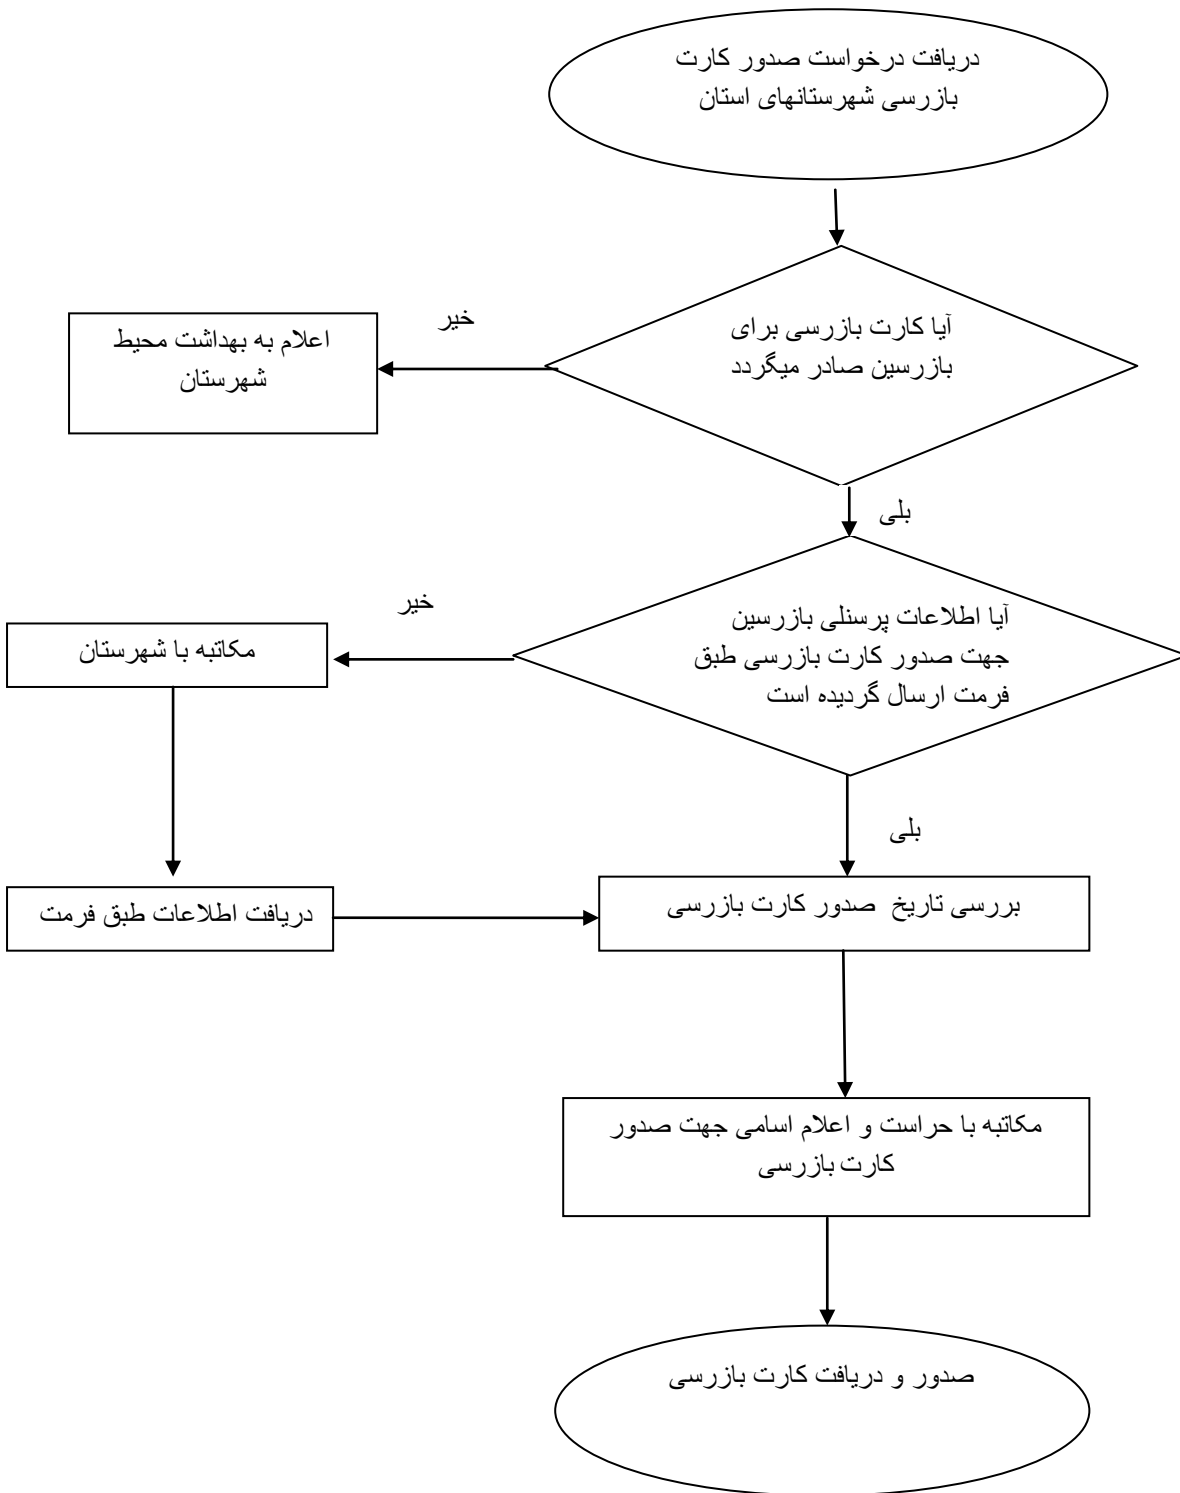 دریافت درخواست صدور کارت
بازرسی شهرستانهای استان
آیا کارت بازرسی برای
بازرسین صادر میگردد
خیر
اعلام به بهداشت محیط
شهرستان
بلی
آیا اطلاعات پرسنلی بازرسین
جهت صدور کارت بازرسی طبق
فرمت ارسال گردیده است
خیر
مکاتبه با شهرستان
بلی
بررسی تاریخ صدور کارت بازرسی
دریافت اطلاعات طبق فرمت
مکاتبه با حراست و اعلام اسامی جهت صدور
کارت بازرسی
صدور و دریافت کارت بازرسی